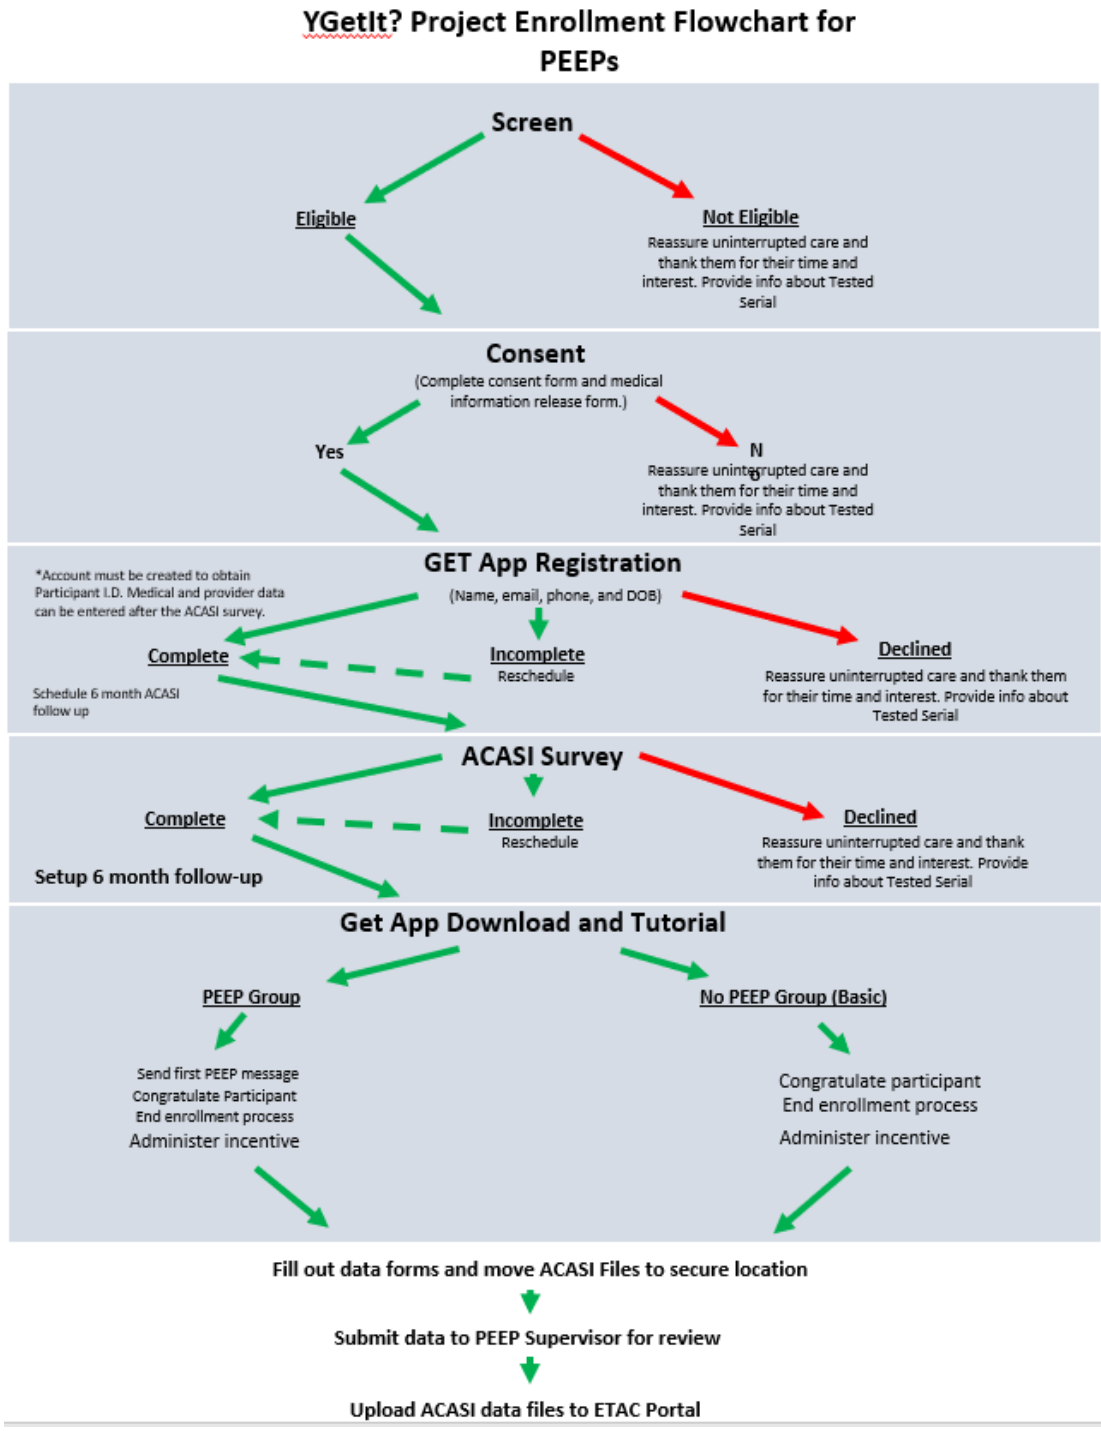 YGetIt? Project Enrollment Flowchart for
PEEPs
Screen
Eligible
Not Eligible
Reassure uninterrupted care and
thank them for their time and
interest. Provide info about Tested
Serial
Consent
(Complete consent form and medical
information release form.)
Yes
N
o
Reassure uninterrupted care and
thank them for their time and
interest. Provide info about Tested
Serial
GET App Registration
(Name, email, phone, and DOB)
*Account must be created to obtain
Participant I.D. Medical and provider data
can be entered after the ACASI survey.
Complete
Schedule 6 month ACASI
follow up
Incomplete
Reschedule
Declined
Reassure uninterrupted care and thank them
for their time and interest. Provide info about
Tested Serial
ACASI Survey
Complete
Setup 6 month follow-up
Incomplete
Reschedule
Declined
Reassure uninterrupted care and thank
them for their time and interest. Provide
info about Tested Serial
Get App Download and Tutorial
PEEP Group
Send first PEEP message
Congratulate Participant
End enrollment process
Administer incentive
No PEEP Group (Basic)
Congratulate participant
End enrollment process
Administer incentive
Fill out data forms and move ACASI Files to secure location
Submit data to PEEP Supervisor for review
Upload ACASI data files to ETAC Portal